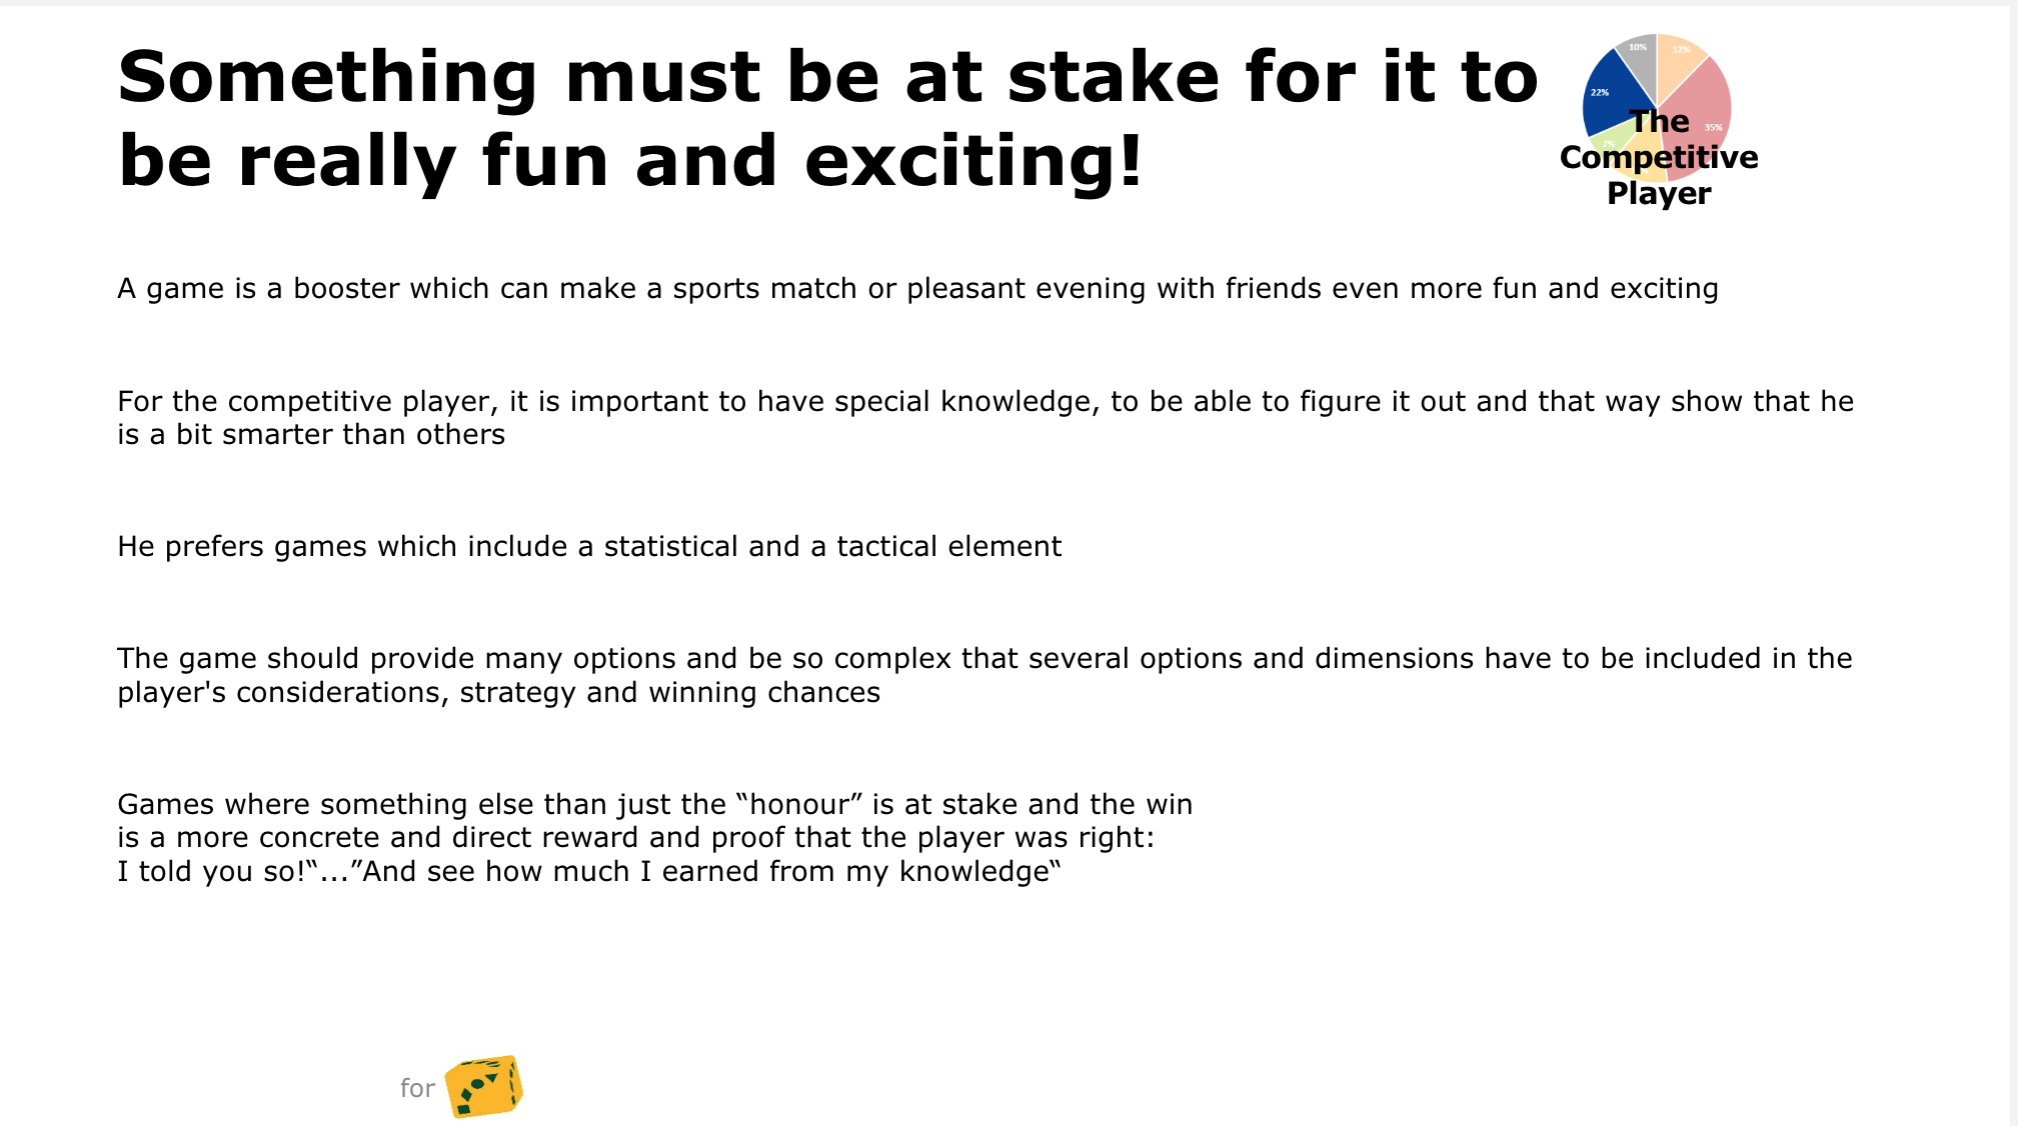 Something must be at stake for it to
be really fun and exciting!
10%
12%
22%
35%
7%
The
Competitive
Player
A game is a booster which can make a sports match or pleasant evening with friends even more fun and exciting
For the competitive player, it is important to have special knowledge, to be able to figure it out and that way show that he
is a bit smarter than others
He prefers games which include a statistical and a tactical element
The game should provide many options and be so complex that several options and dimensions have to be included in the
player's considerations, strategy and winning chances
Games where something else than just the “honour” is at stake and the win
is a more concrete and direct reward and proof that the player was right:
I told you so!“...”And see how much I earned from my knowledge“
for